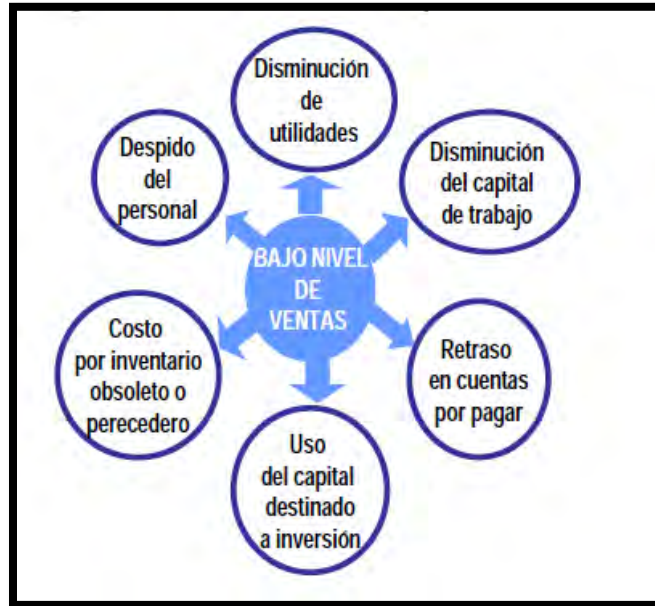 Disminución
de
utilidades
Despido
del
personal
Disminución
del capital
de trabajo
BAJO NIVEL
DE
VENTAS
Costo
por inventario
obsoleto o
perecedero
Retraso
en cuentas
por pagar
Uso
del capital
destinado
a inversión